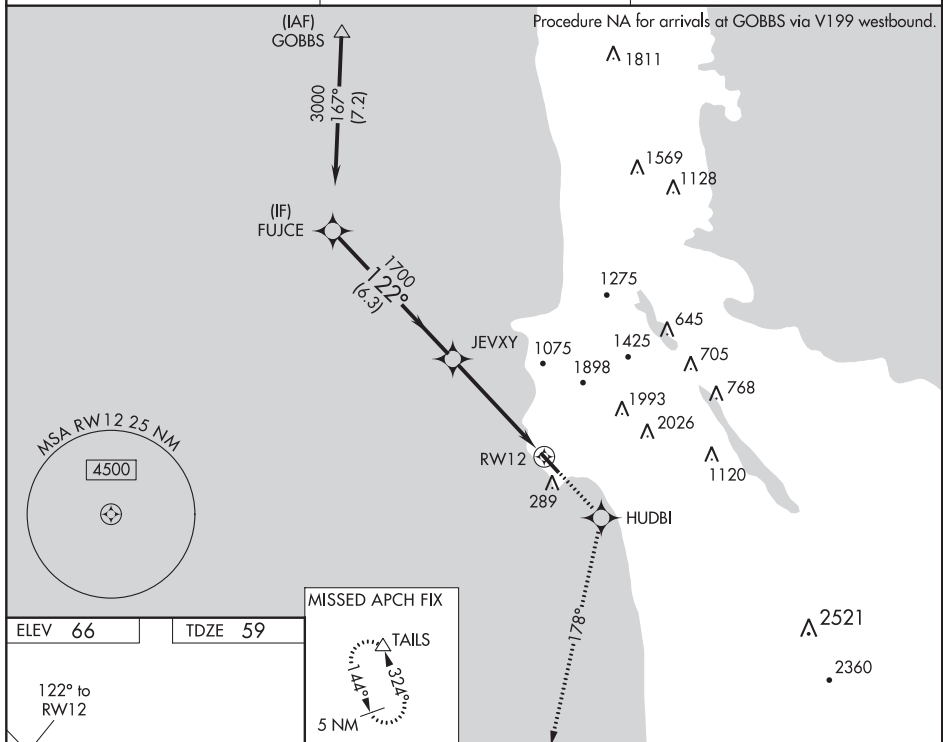 Procedure NA for arrivals at GOBBS via V199 westbound.
(IAF)
GOBBS
1811
3000
167°
(7.2)
1569
1128
(IF)
FUJCE
1700
122°
(6.3)
1275
645
JEVXY
1075
1425
705
1898
768
1993
2026
MSA RW12 25 NM
4500
RW12
1120
289
HUDBI
178°
MISSED APCH FIX
TAILS
144°
324°
5 NM
2521
2360
ELEV 66
TDZE 59
122° to
RW12